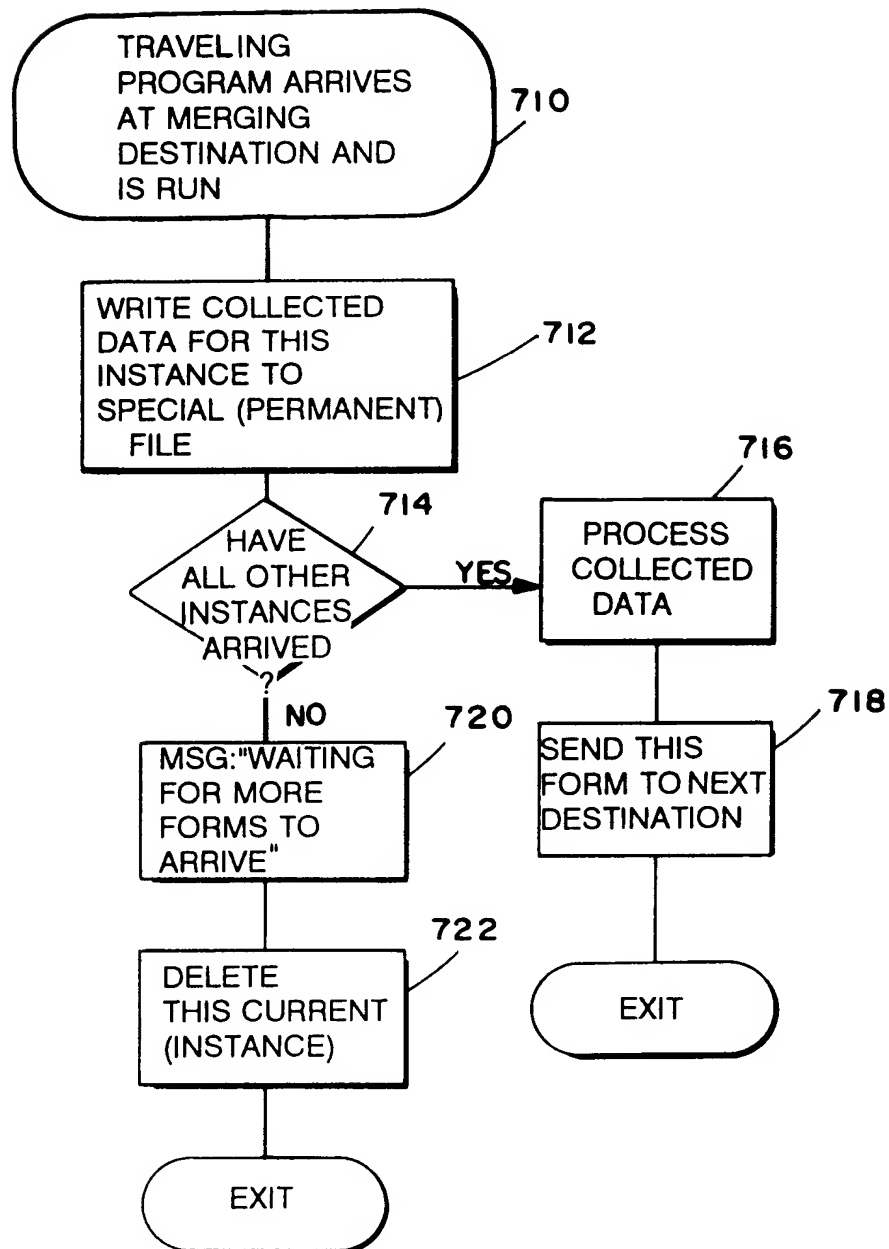 TRAVELING
PROGRAM ARRIVES
AT MERGING
DESTINATION AND
IS RUN
710
WRITE COLLECTED
DATA FOR THIS
INSTANCE TO
SPECIAL (PERMANENT)
FILE
712
HAVE
ALL OTHER
INSTANCES
ARRIVED
?
714
YES
716
PROCESS
COLLECTED
DATA
718
SEND THIS
FORM TO NEXT
DESTINATION
EXIT
NO
720
MSG:"WAITING
FOR MORE
FORMS TO
ARRIVE"
722
DELETE
THIS CURRENT
(INSTANCE)
EXIT